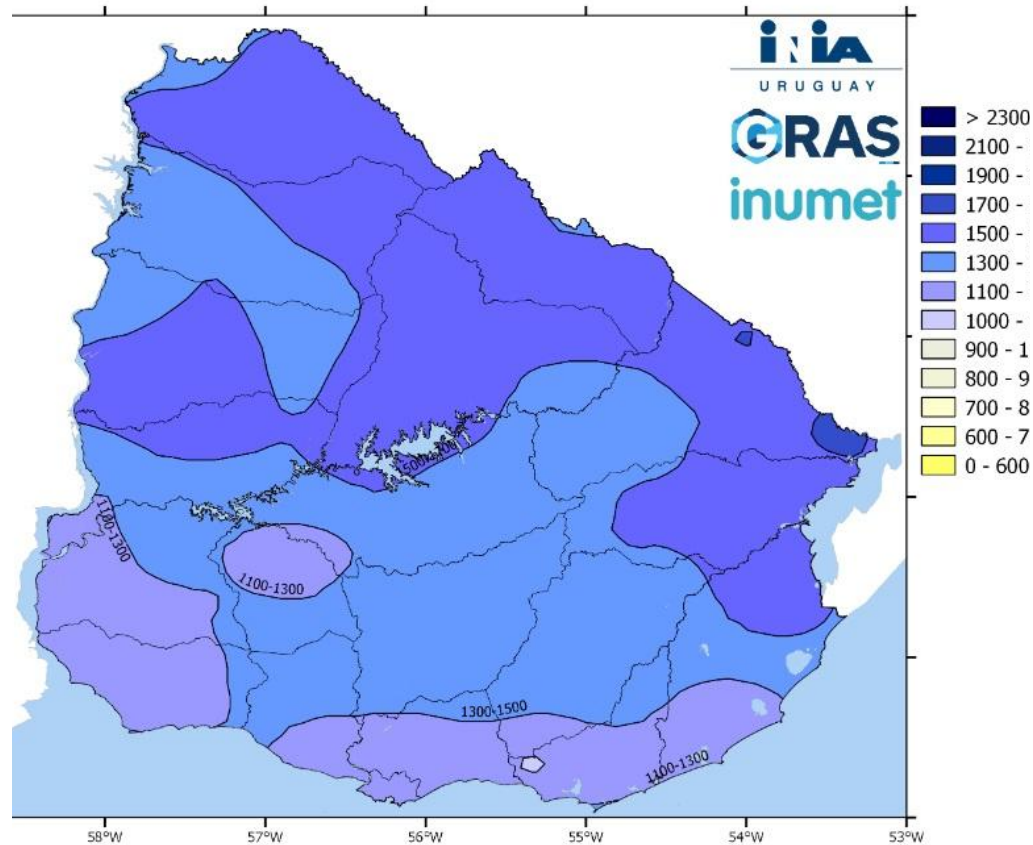 iNiA
URUGUAY
GRAS
inumet
> 2300
2100 -
1900 -
1700 -
1500 -
1300 -
1100 -
1000 -
900 - 1
800 - 9
700 - 8
600 - 7
0 - 600
1100-1300
1100-1300
1300-1500
1100-1300
58°W
57°W
56°W
55°W
54°W
53°W